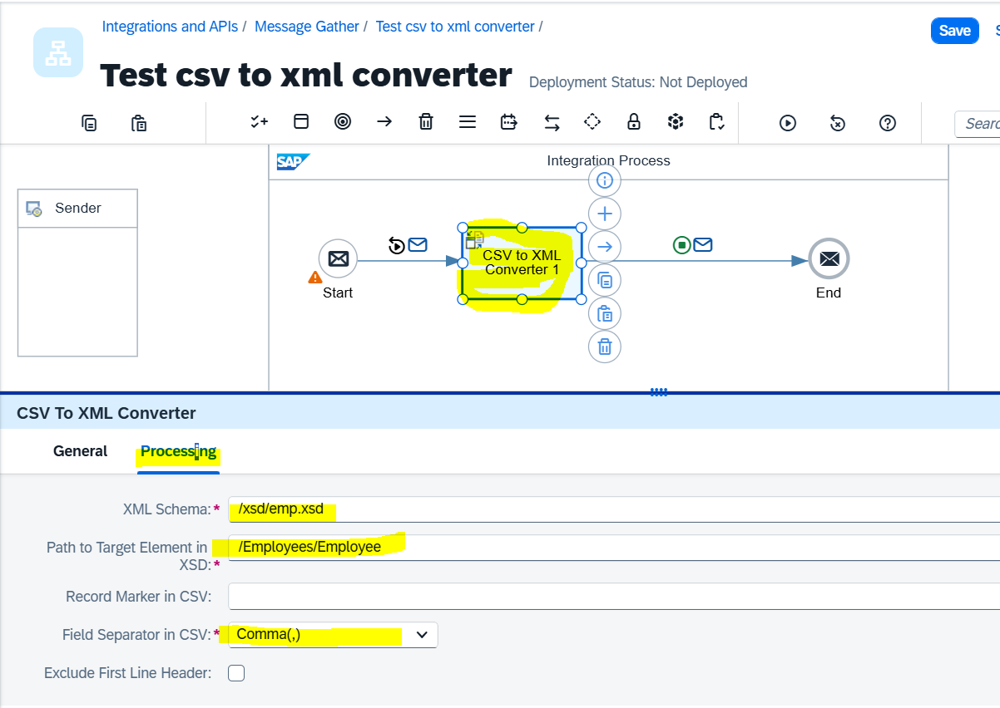 Integrations and APIs / Message Gather / Test csv to xml converter /
Save
Test csv to xml converter
Deployment Status: Not Deployed
SAP
Integration Process
Sender
CSV to XML
Converter 1
Start
End
CSV To XML Converter
General
Processing
XML Schema:* /xsd/emp.xsd
Path to Target Element in
XSD:*
/Employees/Employee
Record Marker in CSV:
Field Separator in CSV:* Comma(,)
Exclude First Line Header: